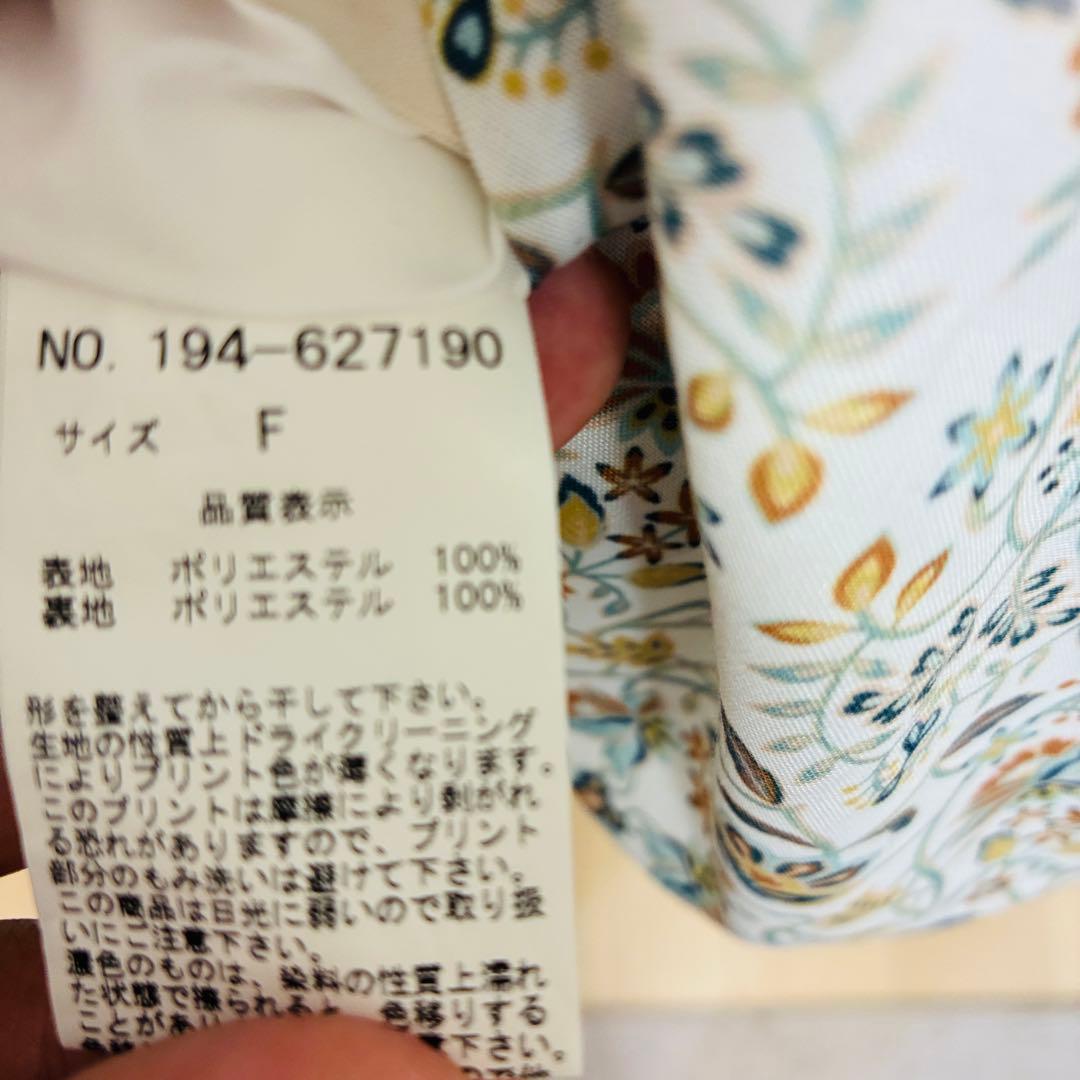 NO. 194-627190
サイズ F
品質表示
表地 ポリエステル 100%
裏地 ポリエステル 100%
形を整えてから干して下さい。
生地の性質上ドライクリーニング
によりプリント色が薄くなります。
このプリントは摩擦により剥がれ
る恐れがありますので、プリント
部分のもみ洗いは避けて下さい。
この商品は日光に弱いので取り扱
いにご注意下さい。
濃色のものは、染料の性質上濡れ
た状態で擦られると
ことがあ 色移りする
下さい。